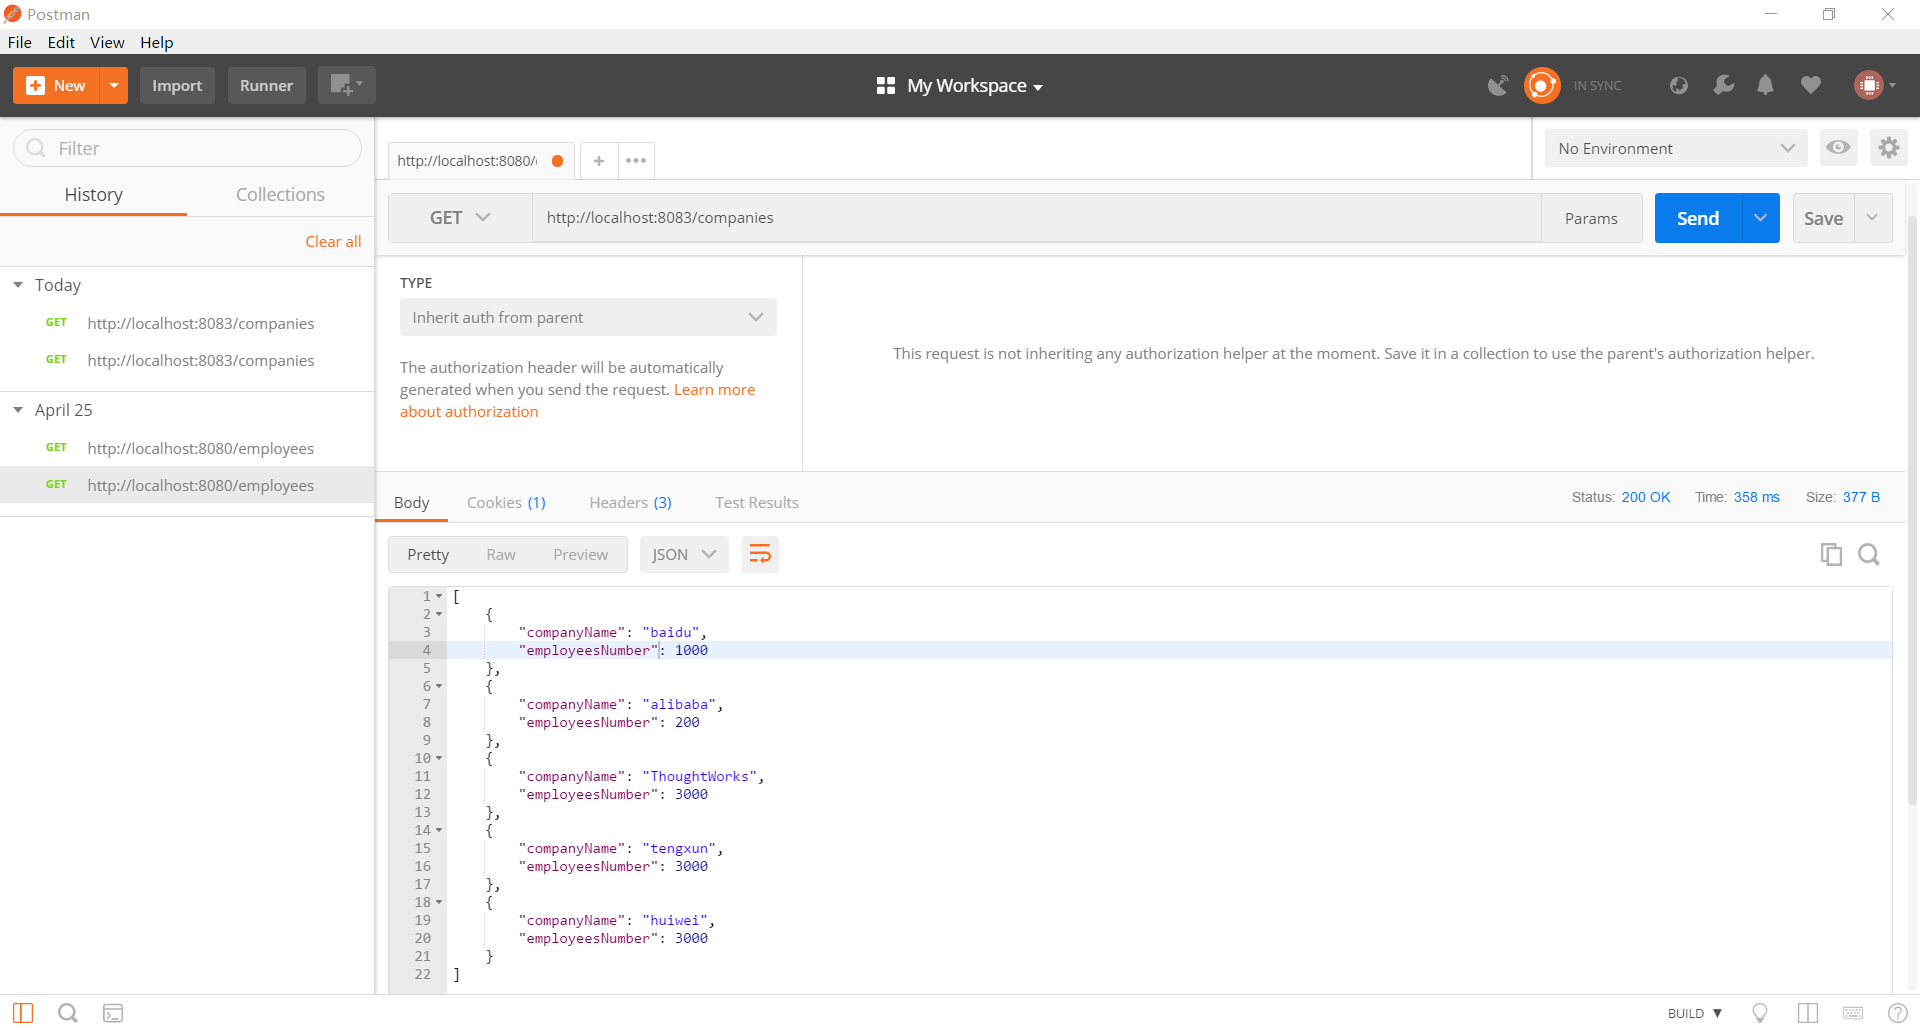 Postman
File Edit View Help
New Import Runner My Workspace IN SYNC
Filter
History Collections
Clear all
Today
GET http://localhost:8083/companies
GET http://localhost:8083/companies
April 25
GET http://localhost:8080/employees
GET http://localhost:8080/employees
http://localhost:8080/ + ••• No Environment
GET http://localhost:8083/companies Params Send Save
TYPE
Inherit auth from parent
The authorization header will be automatically
generated when you send the request. Learn more
about authorization
This request is not inheriting any authorization helper at the moment. Save it in a collection to use the parent's authorization helper.
Body Cookies (1) Headers (3) Test Results Status: 200 OK Time: 358 ms Size: 377 B
Pretty Raw Preview JSON
1 [
2 {
3 "companyName": "baidu",
4 "employeesNumber": 1000
5 },
6 {
7 "companyName": "alibaba",
8 "employeesNumber": 200
9 },
10 {
11 "companyName": "ThoughtWorks",
12 "employeesNumber": 3000
13 },
14 {
15 "companyName": "tengxun",
16 "employeesNumber": 3000
17 },
18 {
19 "companyName": "huiwei",
20 "employeesNumber": 3000
21 }
22 ]
BUILD ▼